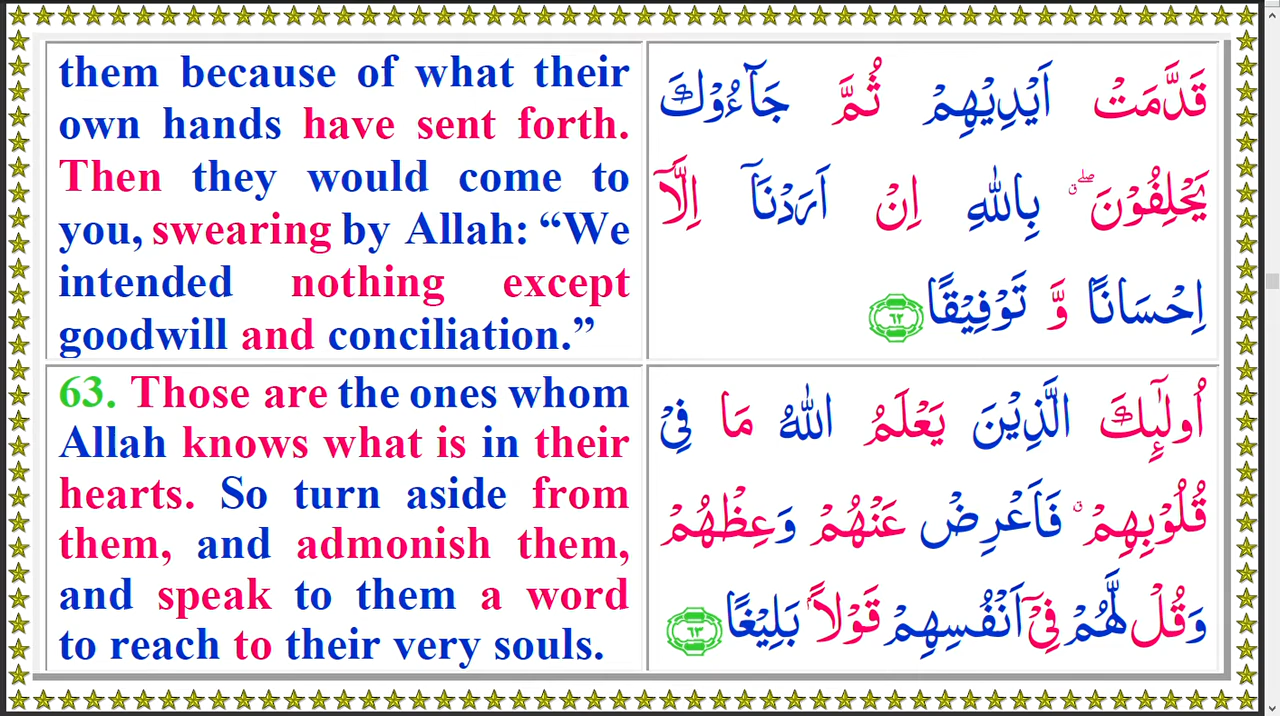 them because of what their
own hands have sent forth.
Then they would come to
you, swearing by Allah: “We
intended nothing except
goodwill and conciliation.”
قَدَّمَتْ اَيْدِيْهِمْ ثُمَّ جَآءُوْكَ
يَحْلِفُوْنَ ۖۗ بِاللّٰهِ اِنْ اَرَدْنَاۤ اِلَّاۤ
اِحْسَانًا وَّ تَوْفِيْقًا ﴿٦٢﴾
63. Those are the ones whom
Allah knows what is in their
hearts. So turn aside from
them, and admonish them,
and speak to them a word
to reach to their very souls.
اُولٰٓئِكَ الَّذِيْنَ يَعْلَمُ اللّٰهُ مَا فِيْ
قُلُوْبِهِمْ ۗ فَاَعْرِضْ عَنْهُمْ وَعِظْهُمْ
وَقُلْ لَّهُمْ فِيْۤ اَنْفُسِهِمْ قَوْلاًۢ بَلِيْغًا ﴿٦٣﴾